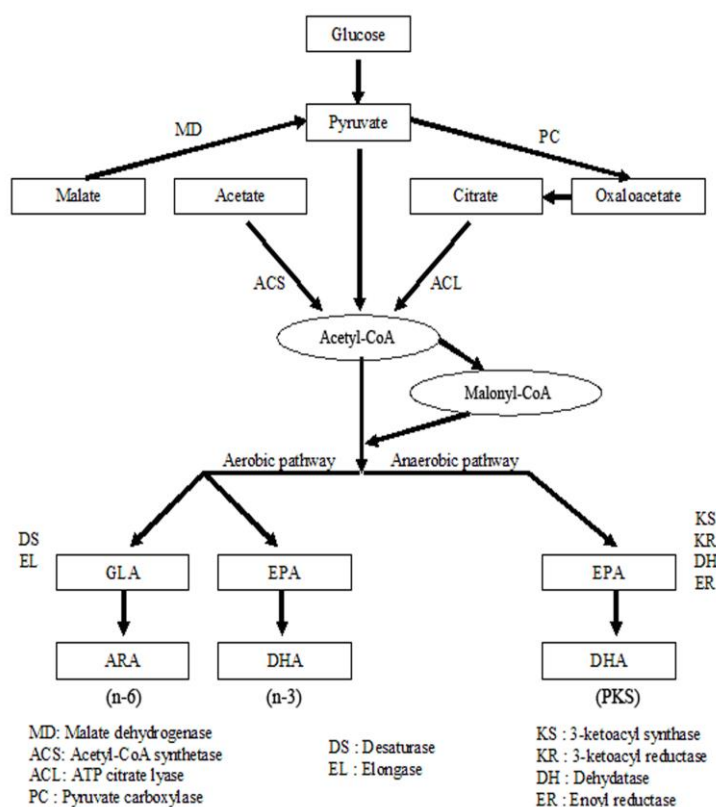 Glucose
Pyruvate
MD
PC
Malate
Acetate
Citrate
Oxaloacetate
ACS
ACL
Acetyl-CoA
Malonyl-CoA
Aerobic pathway
Anaerobic pathway
DS
EL
KS
KR
DH
ER
GLA
EPA
EPA
ARA
DHA
DHA
(n-6)
(n-3)
(PKS)
MD: Malate dehydrogenase
ACS: Acetyl-CoA synthetase
ACL: ATP citrate lyase
PC : Pyruvate carboxylase
DS : Desaturase
EL : Elongase
KS : 3-ketoacyl synthase
KR : 3-ketoacyl reductase
DH : Dehydatase
ER : Enoyl reductase